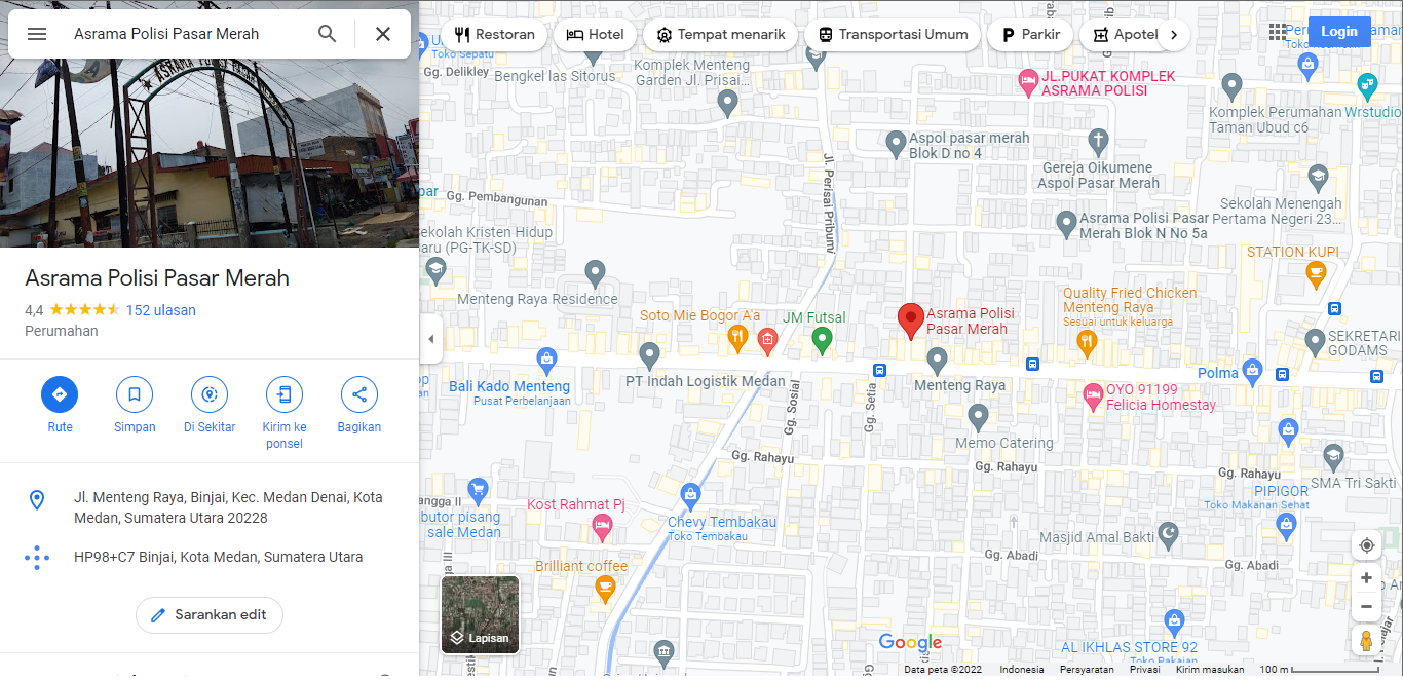 Asrama Polisi Pasar Merah
Restoran
Hotel
Tempat menarik
Transportasi Umum
Parkir
Apotek
Login
ASRAMA POLISI PASAR
Asrama Polisi Pasar Merah
4,4
152 ulasan
Perumahan
Rute
Simpan
Di Sekitar
Kirim ke
ponsel
Bagikan
Jl. Menteng Raya, Binjai, Kec. Medan Denai, Kota
Medan, Sumatera Utara 20228
HP98+C7 Binjai, Kota Medan, Sumatera Utara
Sarankan edit
Toko Sepatu
Gg. Delikley
Bengkel las Sitorus
Komplek Menteng
Garden Jl. Prisai...
JL.PUKAT KOMPLEK
ASRAMA POLISI
Komplek Perumahan
Taman Ubud c6
Wrstudio
Aspol pasar merah
Blok D no 4
Gereja Oikumene
Aspol Pasar Merah
Jl. Perisai Pribumi
Gg. Pembangunan
Sekolah Menengah
Pertama Negeri 23...
Asrama Polisi Pasar
Merah Blok N No 5a
ekolah Kristen Hidup
aru (PG-TK-SD)
STATION KUPI
Menteng Raya Residence
Soto Mie Bogor A'a
JM Futsal
Asrama Polisi
Pasar Merah
Quality Fried Chicken
Menteng Raya
Sesuai untuk keluarga
SEKRETARI
GODAMS
Bali Kado Menteng
Pusat Perbelanjaan
PT Indah Logistik Medan
Menteng Raya
Polma
OYO 91199
Felicia Homestay
Gg. Sosial
Gg. Setia
Memo Catering
Gg. Rahayu
Gg. Rahayu
Gg. Rahayu
SMA Tri Sakti
PIPIGOR
Toko Makanan Sehat
angga II
butor pisang
sale Medan
Kost Rahmat Pj
Chevy Tembakau
Toko Tembakau
Masjid Amal Bakti
Gg. Abadi
Gg. Abadi
Brilliant coffee
AL IKHLAS STORE 92
Toko Pakaian
Lapisan
Google
Data peta ©2022
Indonesia
Persyaratan
Privasi
Kirim masukan
100 m